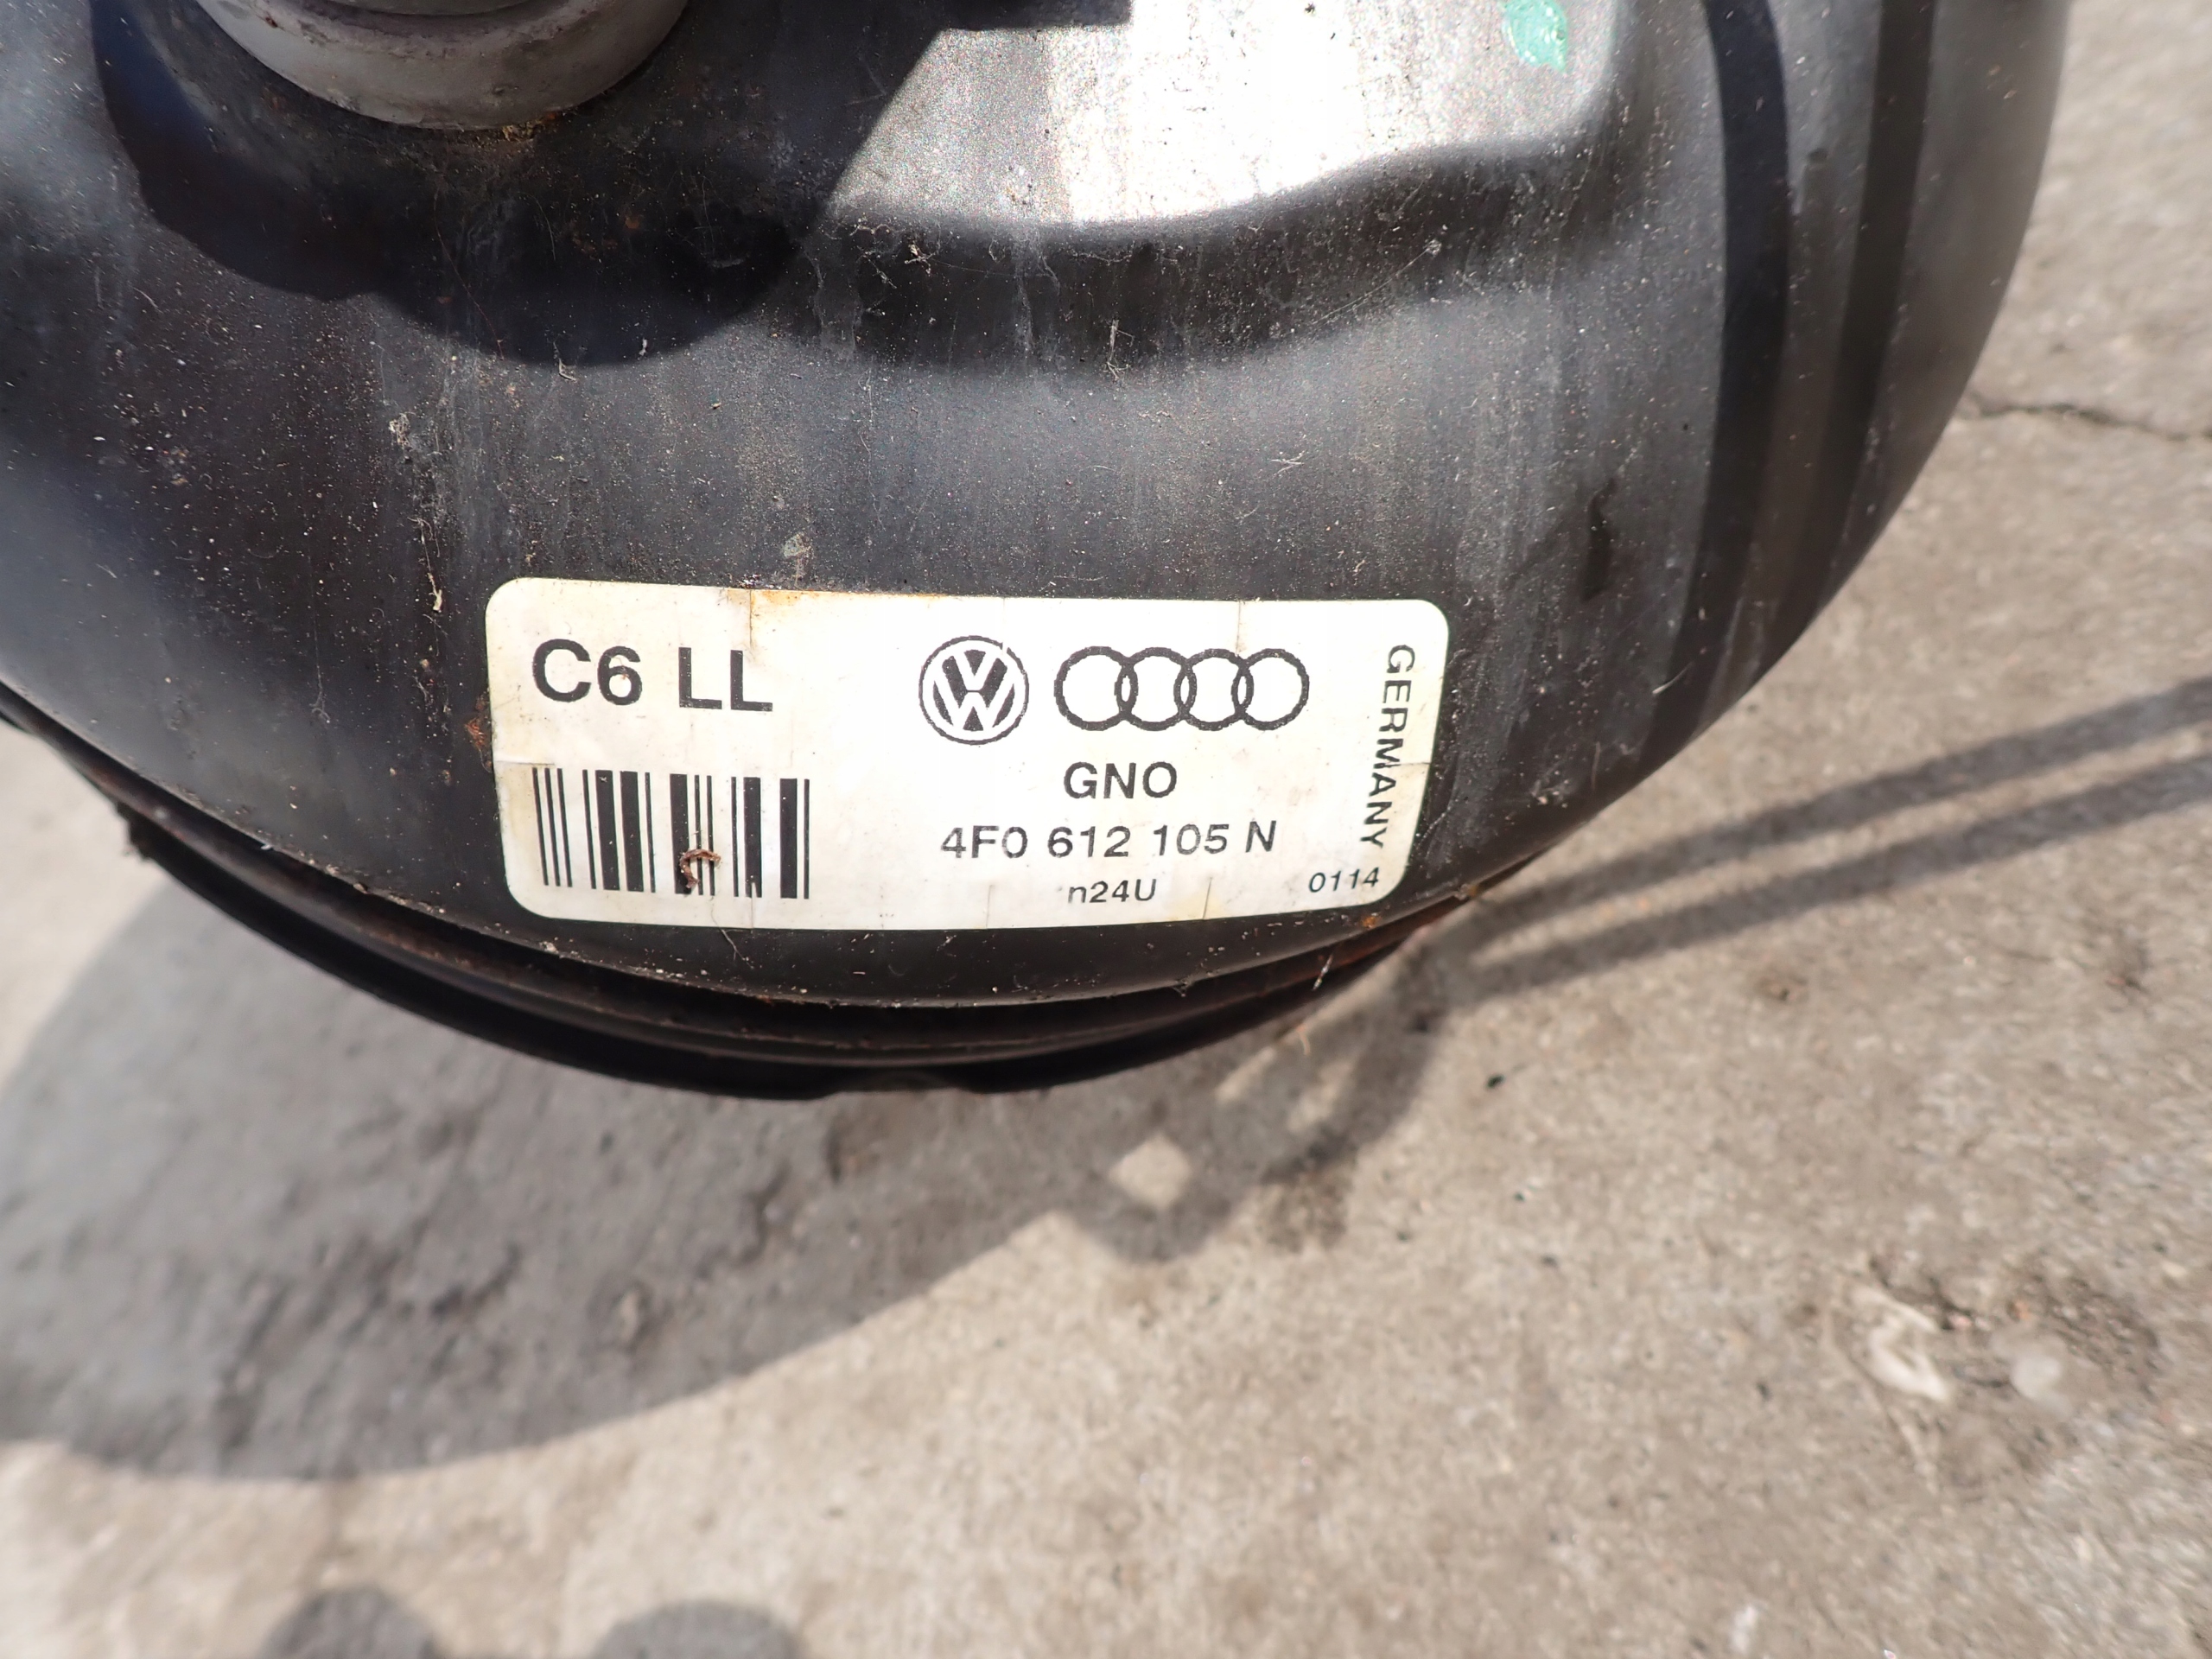 C6 LL
GNO
4F0 612 105 N
n24U
0114
GERMANY